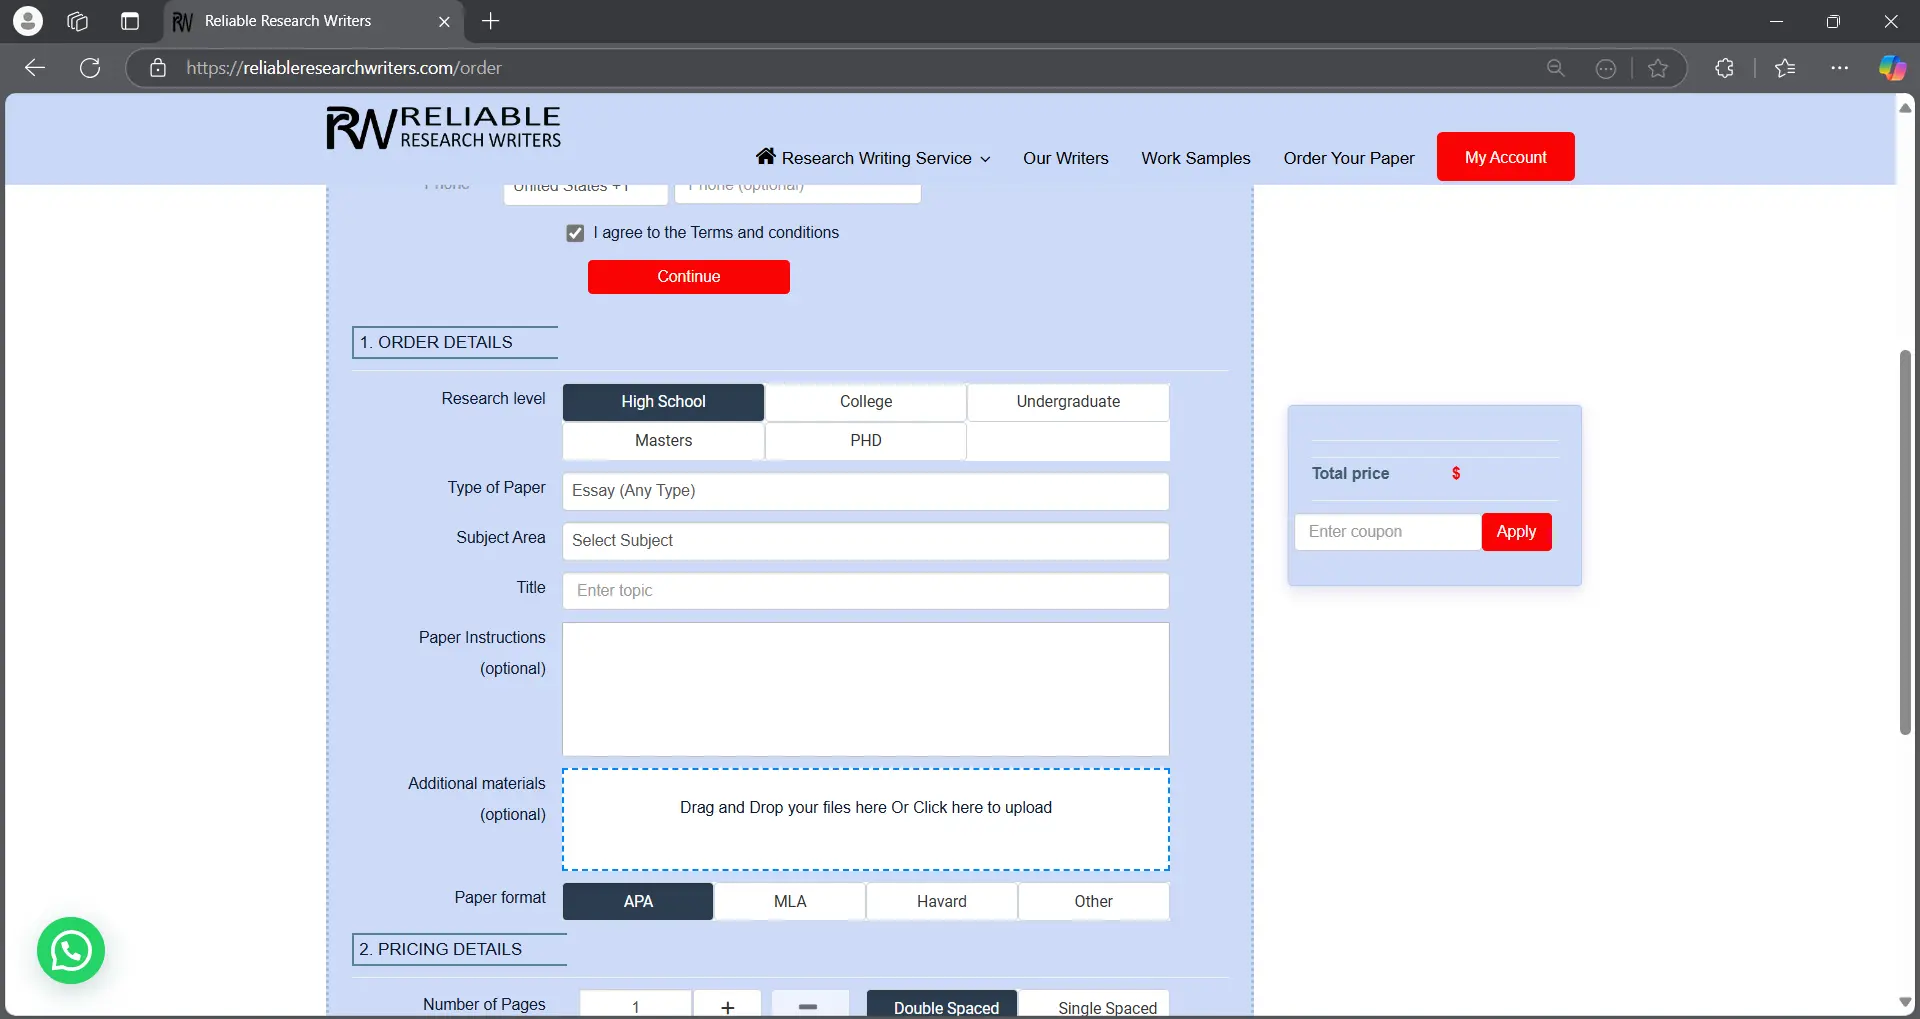 Reliable Research Writers
https://reliableresearchwriters.com/order
RW RELIABLE
RESEARCH WRITERS
Research Writing Service
Our Writers
Work Samples
Order Your Paper
My Account
Phone
United States +1
Phone (optional)
I agree to the Terms and conditions
Continue
1. ORDER DETAILS
Research level
High School
College
Undergraduate
Masters
PHD
Type of Paper
Essay (Any Type)
Subject Area
Select Subject
Title
Enter topic
Paper Instructions
(optional)
Additional materials
(optional)
Drag and Drop your files here Or Click here to upload
Paper format
APA
MLA
Havard
Other
2. PRICING DETAILS
Number of Pages
1
+
Double Spaced
Single Spaced
Total price
$
Enter coupon
Apply